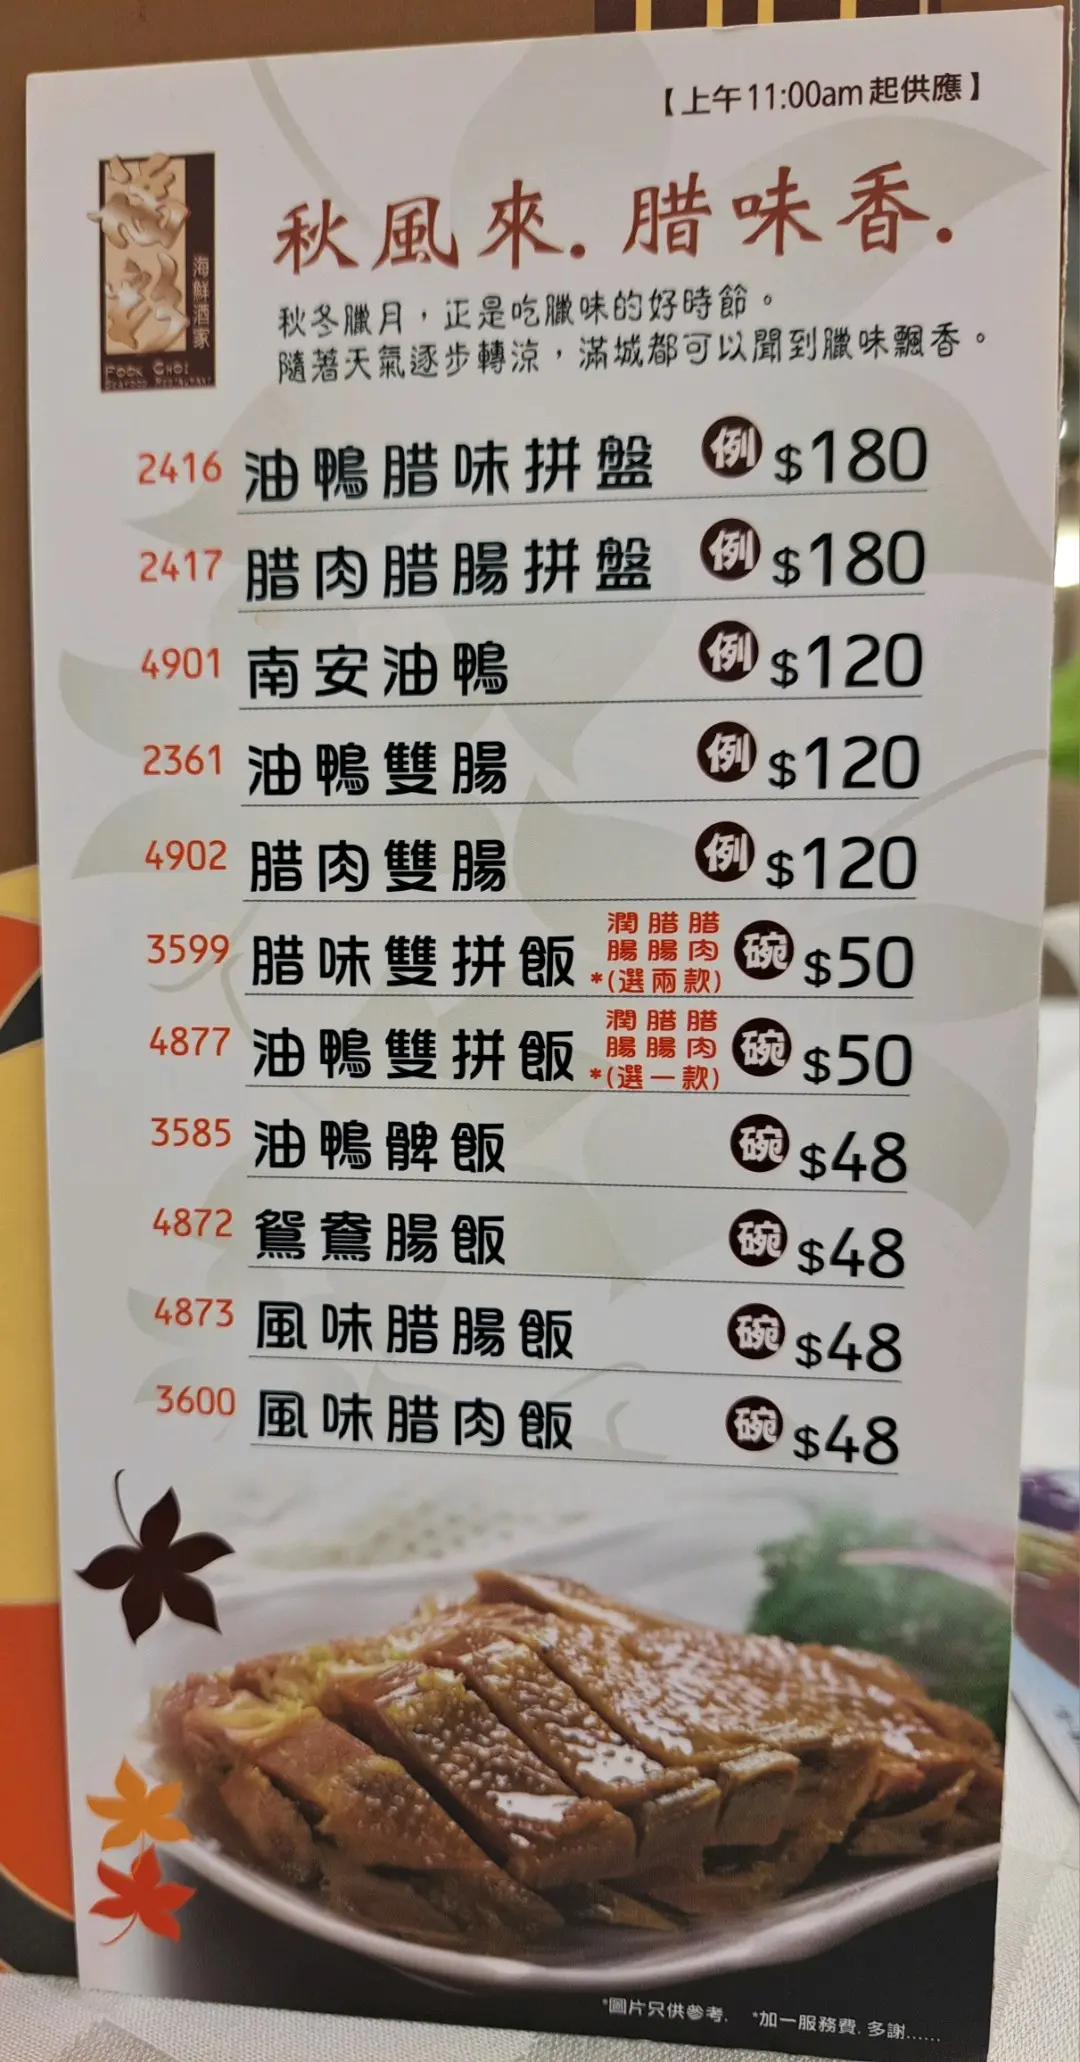 【上午11:00am起供應】
福彩
海鮮酒家
FOOK CHOI
Seafood Restaurant
秋風來.腊味香.
秋冬臘月，正是吃臘味的好時節。
隨著天氣逐步轉涼，滿城都可以聞到臘味飄香。
2416 油鴨腊味拼盤 例 $180
2417 腊肉腊腸拼盤 例 $180
4901 南安油鴨 例 $120
2361 油鴨雙腸 例 $120
4902 腊肉雙腸 例 $120
3599 腊味雙拼飯 潤腸 腊腸 腊肉 *(選兩款) 碗 $50
4877 油鴨雙拼飯 潤腸 腊腸 腊肉 *(選一款) 碗 $50
3585 油鴨髀飯 碗 $48
4872 鴛鴦腸飯 碗 $48
4873 風味腊腸飯 碗 $48
3600 風味腊肉飯 碗 $48
*圖片只供參考. *加一服務費.多謝......